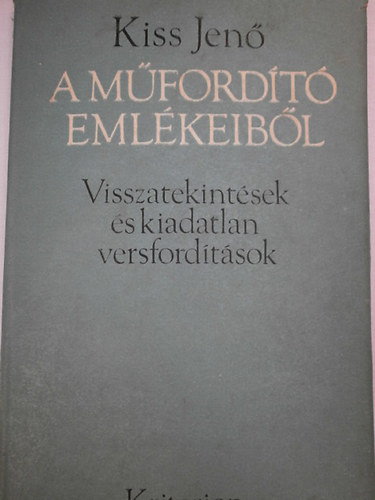 Kiss Jenő
A MŰFORDÍTÓ
EMLÉKEIBŐL
Visszatekintések
és kiadatlan
versfordítások